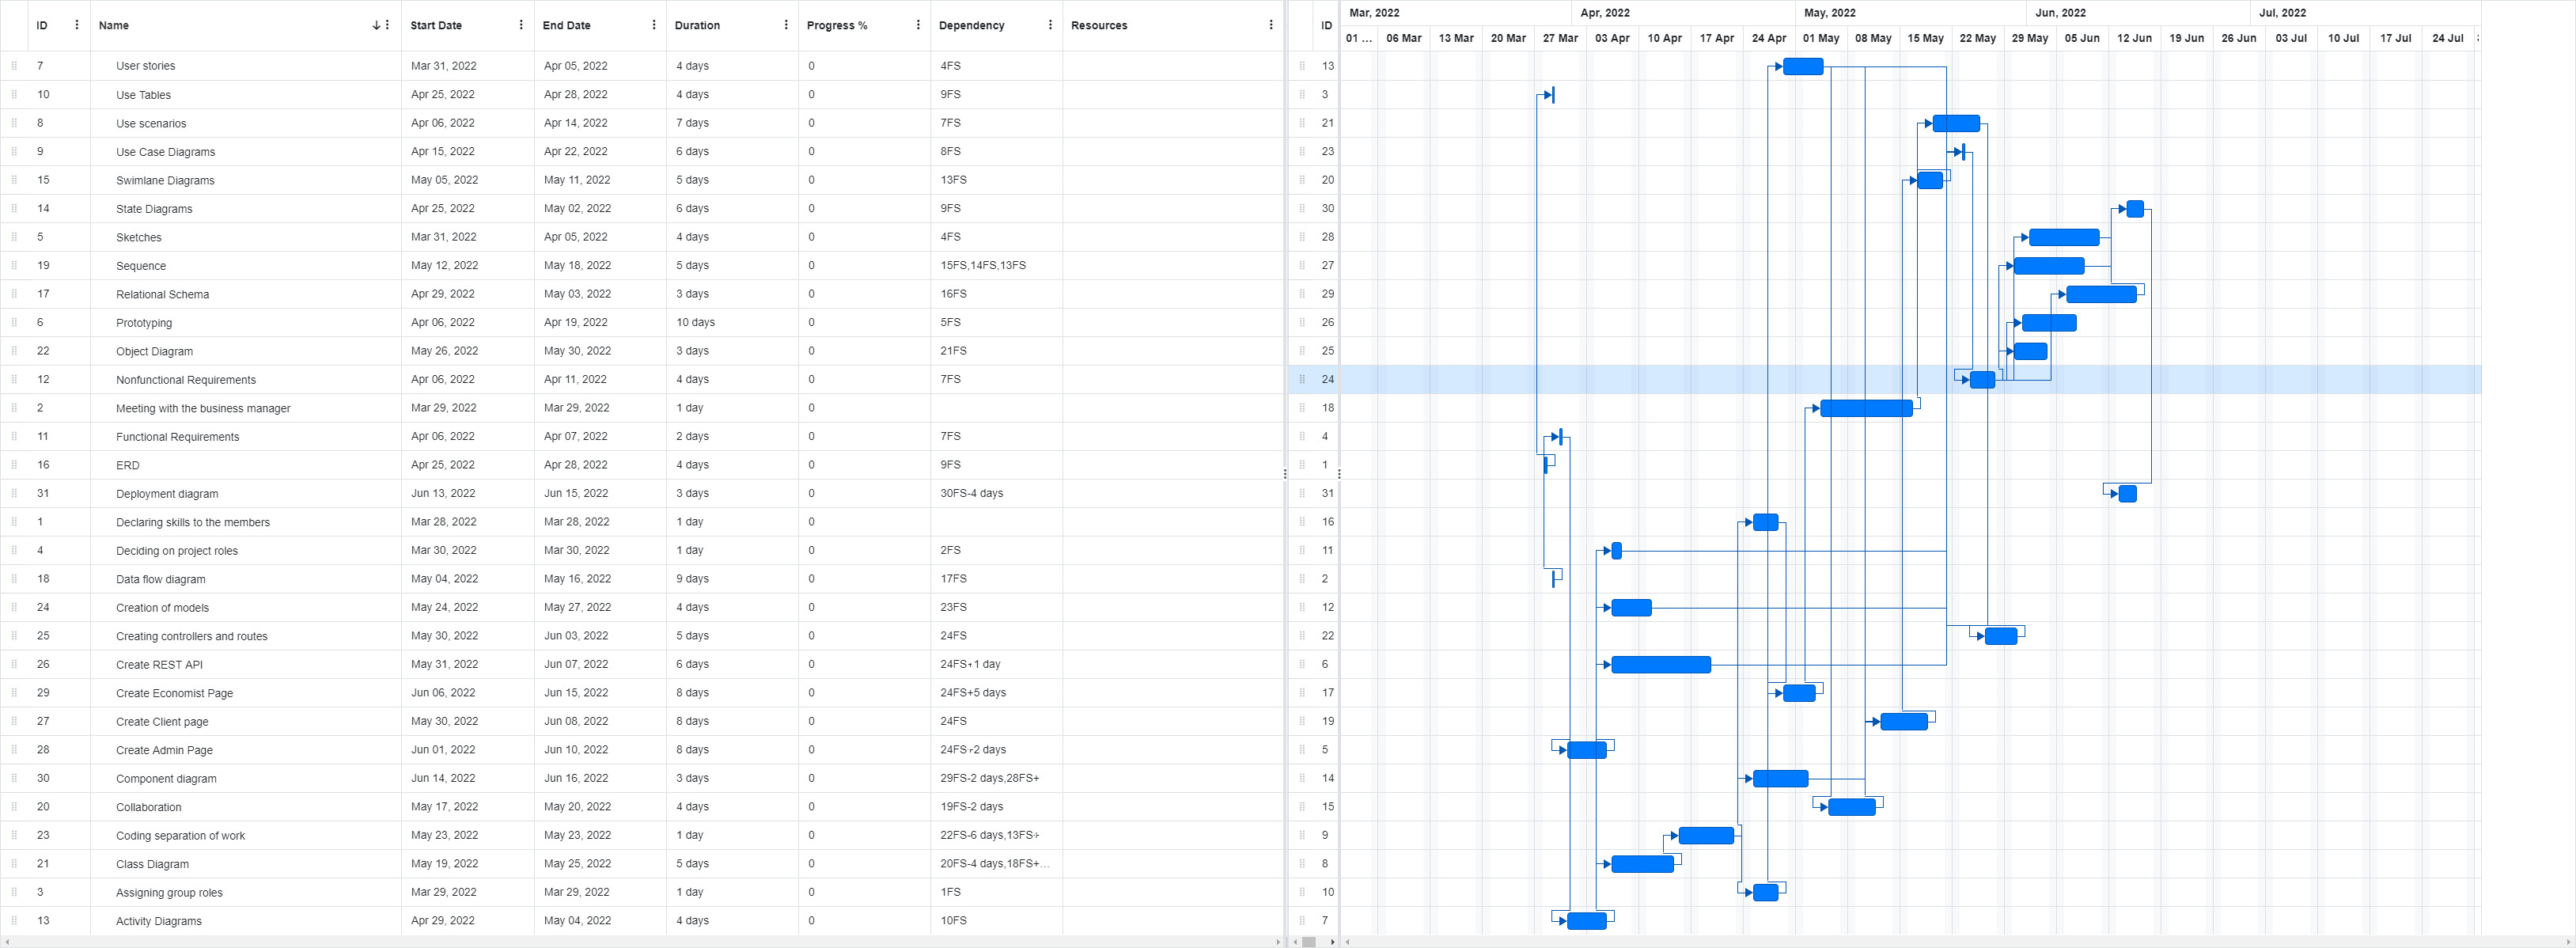 ID Name Start Date End Date Duration Progress % Dependency Resources
7 User stories Mar 31, 2022 Apr 05, 2022 4 days 0 4FS
10 Use Tables Apr 25, 2022 Apr 28, 2022 4 days 0 9FS
8 Use scenarios Apr 06, 2022 Apr 14, 2022 7 days 0 7FS
9 Use Case Diagrams Apr 15, 2022 Apr 22, 2022 6 days 0 8FS
15 Swimlane Diagrams May 05, 2022 May 11, 2022 5 days 0 13FS
14 State Diagrams Apr 25, 2022 May 02, 2022 6 days 0 9FS
5 Sketches Mar 31, 2022 Apr 05, 2022 4 days 0 4FS
19 Sequence May 12, 2022 May 18, 2022 5 days 0 15FS,14FS,13FS
17 Relational Schema Apr 29, 2022 May 03, 2022 3 days 0 16FS
6 Prototyping Apr 06, 2022 Apr 19, 2022 10 days 0 5FS
22 Object Diagram May 26, 2022 May 30, 2022 3 days 0 21FS
12 Nonfunctional Requirements Apr 06, 2022 Apr 11, 2022 4 days 0 7FS
2 Meeting with the business manager Mar 29, 2022 Mar 29, 2022 1 day 0
11 Functional Requirements Apr 06, 2022 Apr 07, 2022 2 days 0 7FS
16 ERD Apr 25, 2022 Apr 28, 2022 4 days 0 9FS
31 Deployment diagram Jun 13, 2022 Jun 15, 2022 3 days 0 30FS-4 days
1 Declaring skills to the members Mar 28, 2022 Mar 28, 2022 1 day 0
4 Deciding on project roles Mar 30, 2022 Mar 30, 2022 1 day 0 2FS
18 Data flow diagram May 04, 2022 May 16, 2022 9 days 0 17FS
24 Creation of models May 24, 2022 May 27, 2022 4 days 0 23FS
25 Creating controllers and routes May 30, 2022 Jun 03, 2022 5 days 0 24FS
26 Create REST API May 31, 2022 Jun 07, 2022 6 days 0 24FS+1 day
29 Create Economist Page Jun 06, 2022 Jun 15, 2022 8 days 0 24FS+5 days
27 Create Client page May 30, 2022 Jun 08, 2022 8 days 0 24FS
28 Create Admin Page Jun 01, 2022 Jun 10, 2022 8 days 0 24FS+2 days
30 Component diagram Jun 14, 2022 Jun 16, 2022 3 days 0 29FS-2 days,28FS+
20 Collaboration May 17, 2022 May 20, 2022 4 days 0 19FS-2 days
23 Coding separation of work May 23, 2022 May 23, 2022 1 day 0 22FS-6 days,13FS+
21 Class Diagram May 19, 2022 May 25, 2022 5 days 0 20FS-4 days,18FS+...
3 Assigning group roles Mar 29, 2022 Mar 29, 2022 1 day 0 1FS
13 Activity Diagrams Apr 29, 2022 May 04, 2022 4 days 0 10FS
ID
13
3
21
23
20
30
28
27
29
26
25
24
18
4
1
31
16
11
2
12
22
6
17
19
5
14
15
9
8
10
7
Mar, 2022 Apr, 2022 May, 2022 Jun, 2022 Jul, 2022
01 ... 06 Mar 13 Mar 20 Mar 27 Mar 03 Apr 10 Apr 17 Apr 24 Apr 01 May 08 May 15 May 22 May 29 May 05 Jun 12 Jun 19 Jun 26 Jun 03 Jul 10 Jul 17 Jul 24 Jul